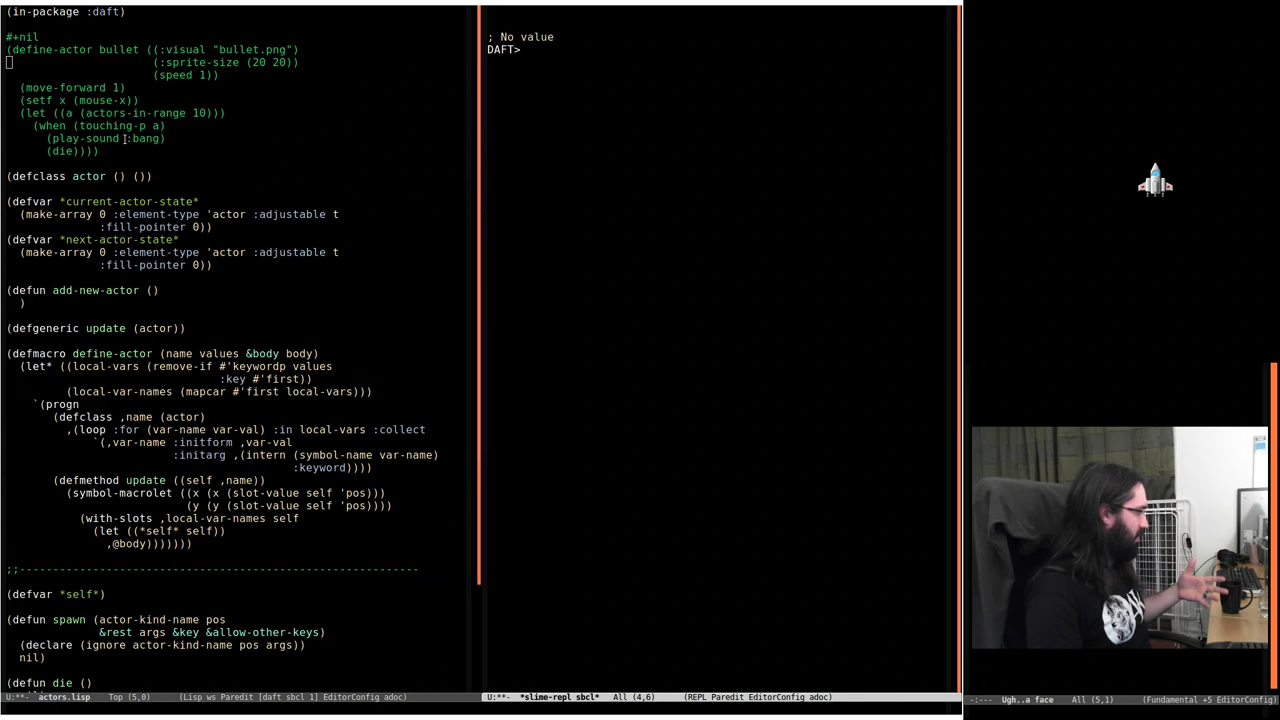 (in-package :daft)
#+nil
(define-actor bullet ((:visual "bullet.png")
(:sprite-size (20 20))
(speed 1))
(move-forward 1)
(setf x (mouse-x))
(let ((a (actors-in-range 10)))
(when (touching-p a)
(play-sound :bang)
(die))))
(defclass actor () ())
(defvar *current-actor-state*
(make-array 0 :element-type 'actor :adjustable t
:fill-pointer 0))
(defvar *next-actor-state*
(make-array 0 :element-type 'actor :adjustable t
:fill-pointer 0))
(defun add-new-actor ()
)
(defgeneric update (actor))
(defmacro define-actor (name values &body body)
(let* ((local-vars (remove-if #'keywordp values
:key #'first))
(local-var-names (mapcar #'first local-vars)))
`(progn
(defclass ,name (actor)
,(loop :for (var-name var-val) :in local-vars :collect
`(,var-name :initform ,var-val
:initarg ,(intern (symbol-name var-name)
:keyword))))
(defmethod update ((self ,name))
(symbol-macrolet ((x (x (slot-value self 'pos)))
(y (y (slot-value self 'pos))))
(with-slots ,local-var-names self
(let ((*self* self))
,@body)))))))
;;------------------------------------------------------------
(defvar *self*)
(defun spawn (actor-kind-name pos
&rest args &key &allow-other-keys)
(declare (ignore actor-kind-name pos args))
nil)
(defun die ()
U:**- actors.lisp Top (5,0) (Lisp ws Paredit [daft sbcl 1] EditorConfig adoc)
; No value
DAFT>
U:**- *slime-repl sbcl* All (4,6) (REPL Paredit EditorConfig adoc)
-:--- Ugh..a face All (5,1) (Fundamental +5 EditorConfig)